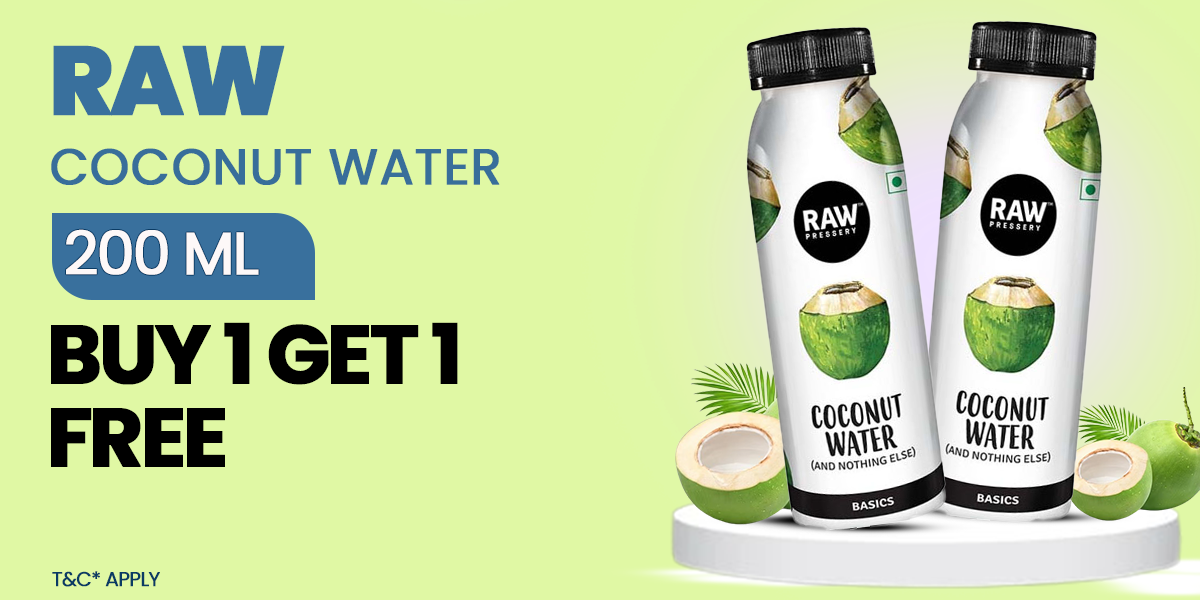 RAW
COCONUT WATER
200 ML
BUY 1 GET 1
FREE
T&C* APPLY
RAW™
PRESSERY
COCONUT
WATER
(AND NOTHING ELSE)
BASICS
RAW™
PRESSERY
COCONUT
WATER
(AND NOTHING ELSE)
BASICS